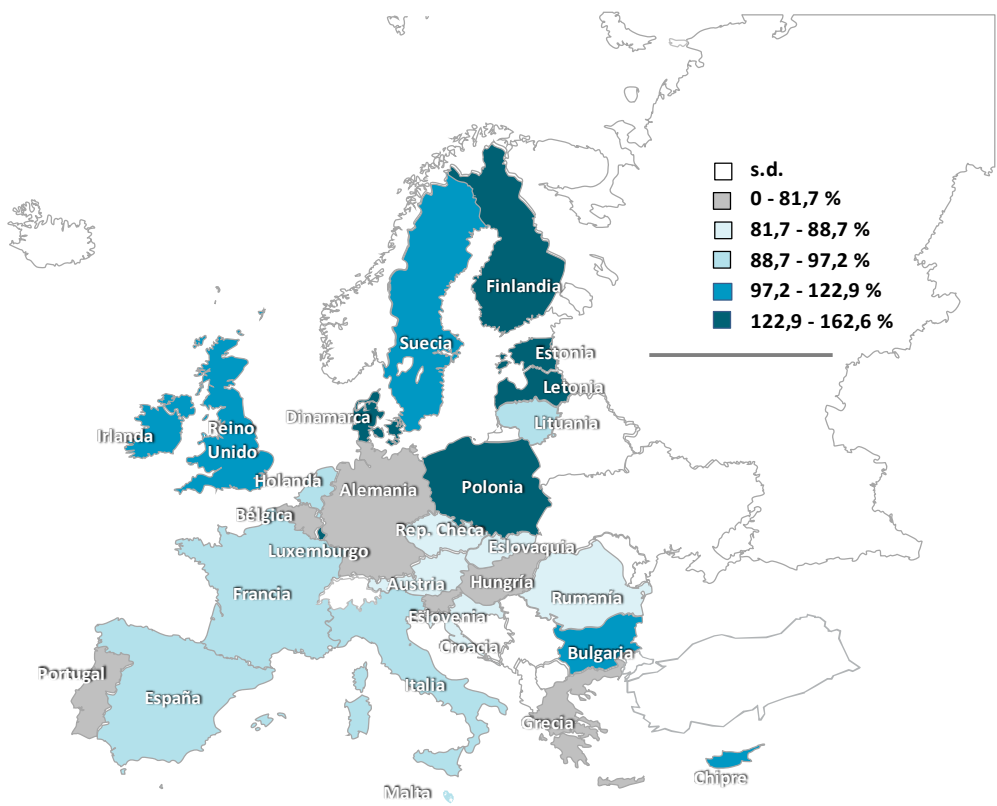 s.d.
0 - 81,7 %
81,7 - 88,7 %
88,7 - 97,2 %
97,2 - 122,9 %
122,9 - 162,6 %
Finlandia
Suecia
Estonia
Letonia
Dinamarca
Lituania
Irlanda
Reino
Unido
Holanda
Alemania
Polonia
Bélgica
Rep. Checa
Luxemburgo
Eslovaquia
Austria
Hungría
Francia
Rumanía
Eslovenia
Croacia
Bulgaria
Portugal
España
Italia
Grecia
Chipre
Malta